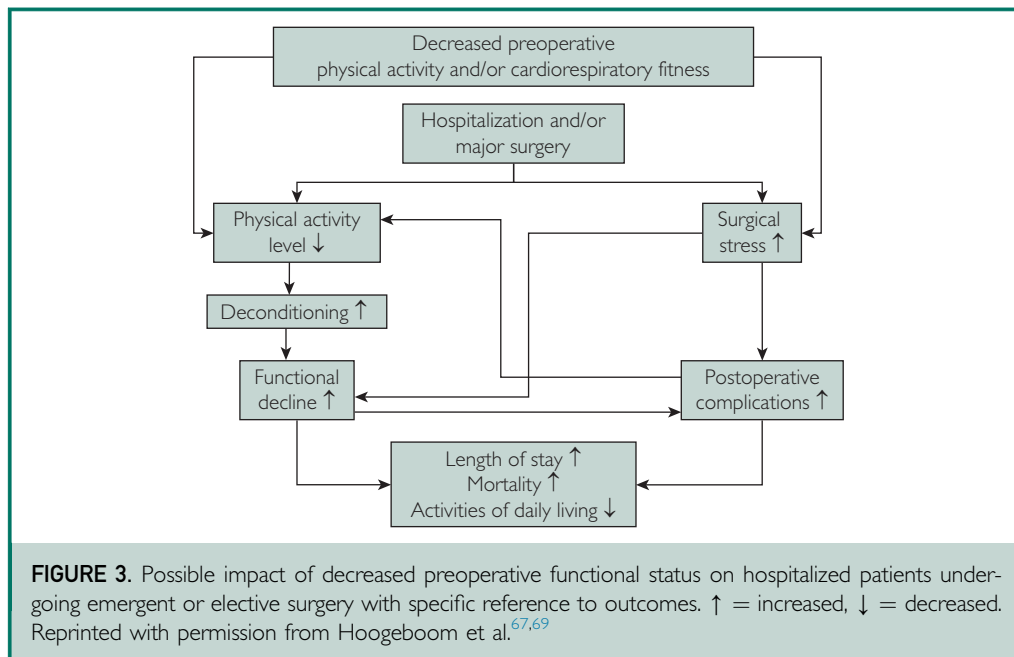 Decreased preoperative
physical activity and/or cardiorespiratory fitness
Hospitalization and/or
major surgery
Physical activity
level ↓
Surgical
stress ↑
Deconditioning ↑
Functional
decline ↑
Postoperative
complications ↑
Length of stay ↑
Mortality ↑
Activities of daily living ↓
FIGURE 3. Possible impact of decreased preoperative functional status on hospitalized patients under-
going emergent or elective surgery with specific reference to outcomes. ↑ = increased, ↓ = decreased.
Reprinted with permission from Hoogeboom et al.67,69